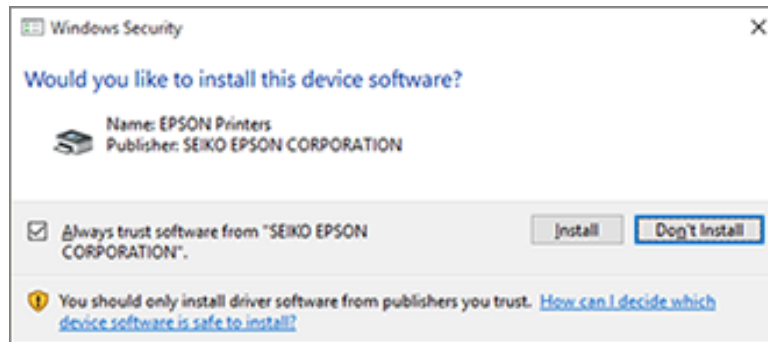 Windows Security
Would you like to install this device software?
Name: EPSON Printers
Publisher: SEIKO EPSON CORPORATION
Always trust software from "SEIKO EPSON
CORPORATION".
Install
Don't Install
You should only install driver software from publishers you trust. How can I decide which
device software is safe to install?